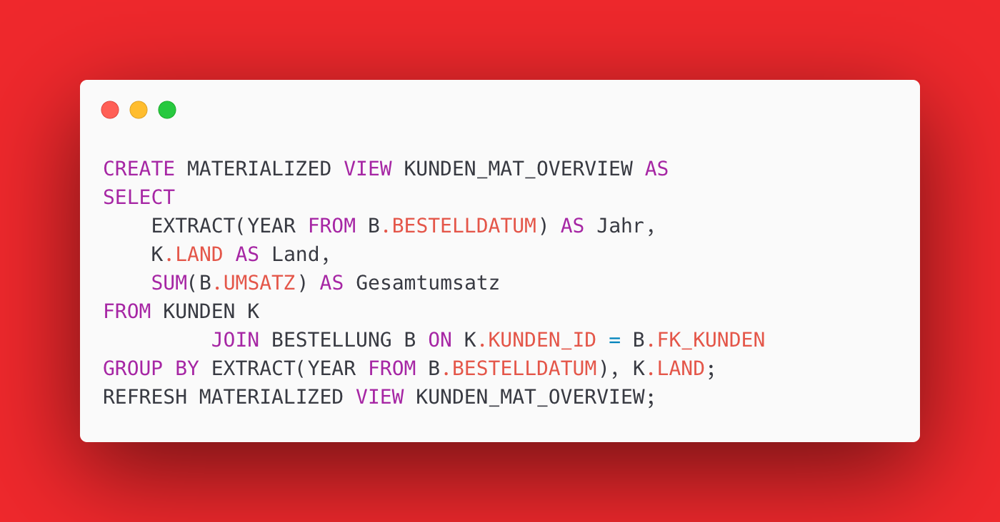 CREATE MATERIALIZED VIEW KUNDEN_MAT_OVERVIEW AS
SELECT
    EXTRACT(YEAR FROM B.BESTELLDATUM) AS Jahr,
    K.LAND AS Land,
    SUM(B.UMSATZ) AS Gesamtumsatz
FROM KUNDEN K
         JOIN BESTELLUNG B ON K.KUNDEN_ID = B.FK_KUNDEN
GROUP BY EXTRACT(YEAR FROM B.BESTELLDATUM), K.LAND;
REFRESH MATERIALIZED VIEW KUNDEN_MAT_OVERVIEW;